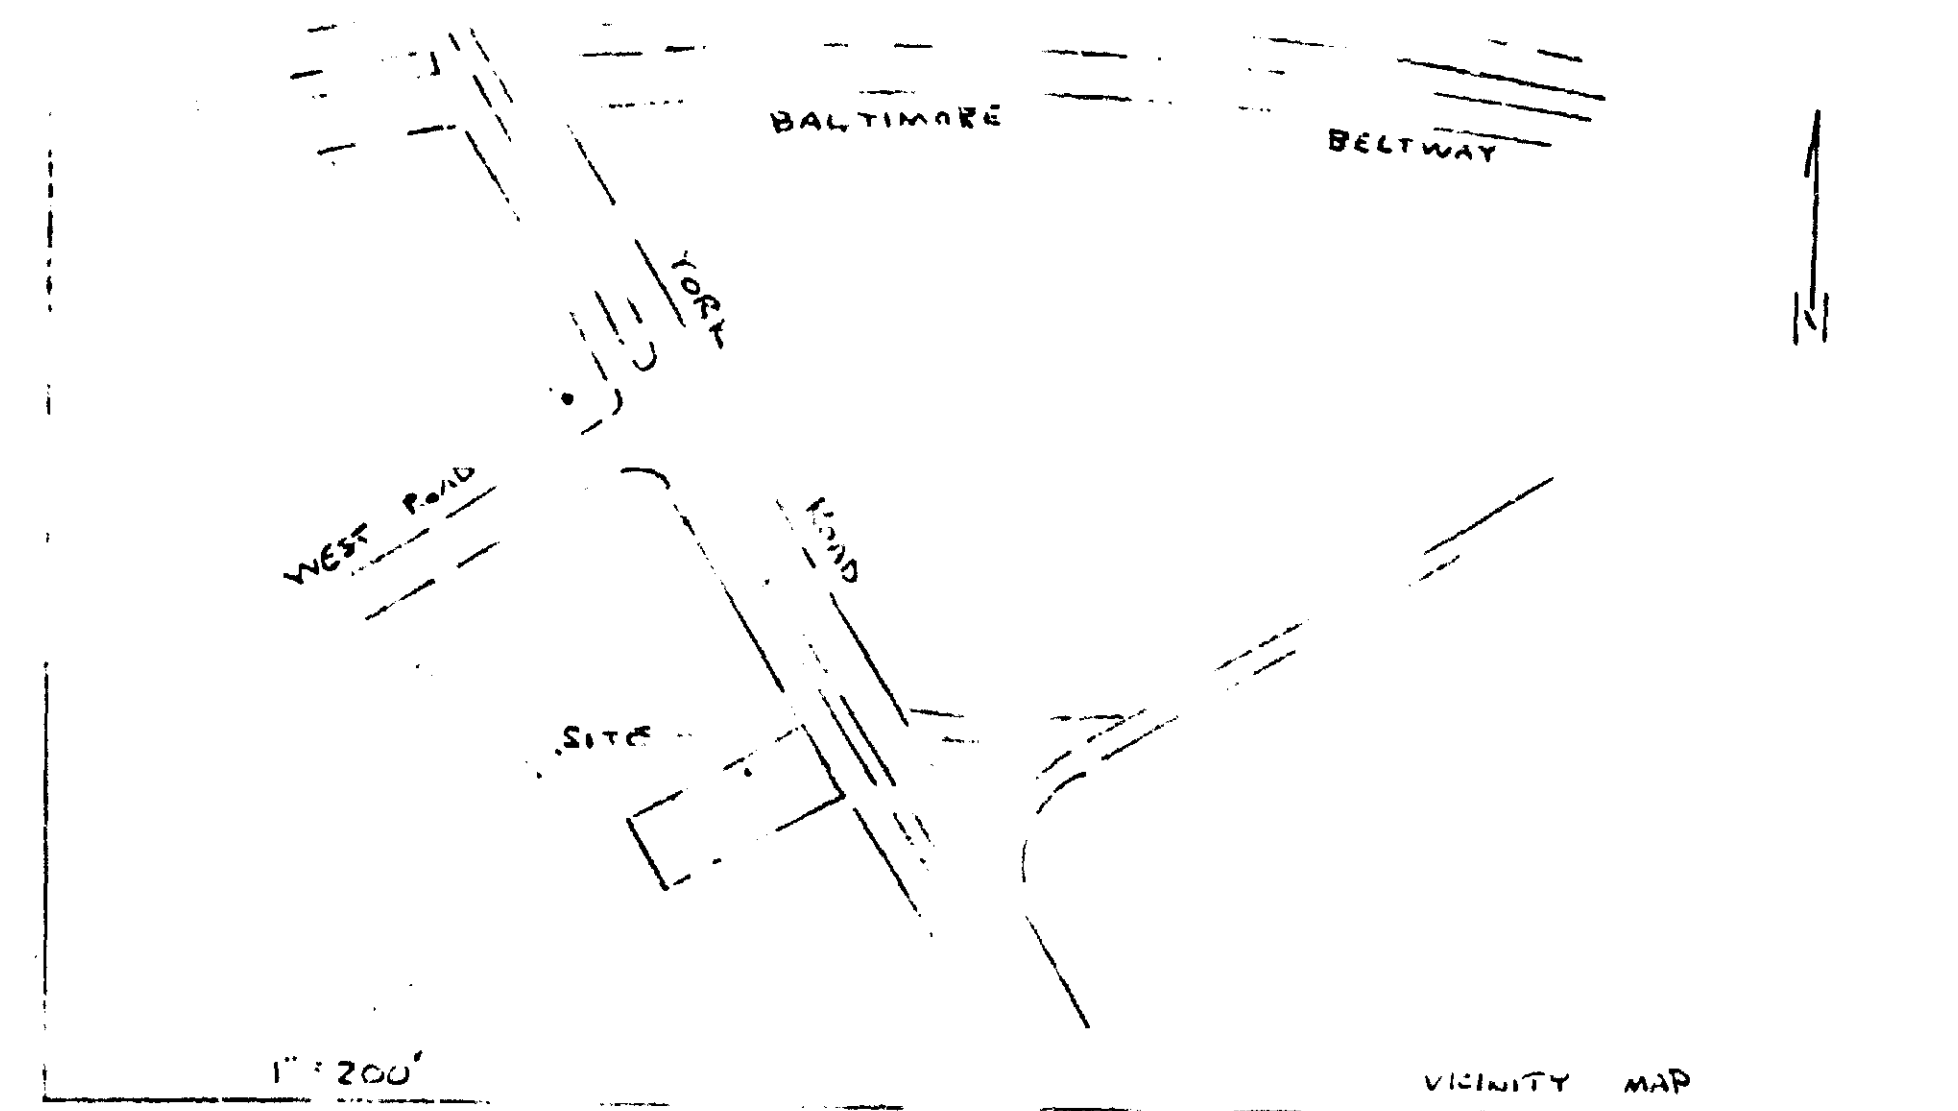 BALTIMORE
BELTWAY
YORK
N
WEST ROAD
ROAD
SITE
1" = 200'
VICINITY MAP